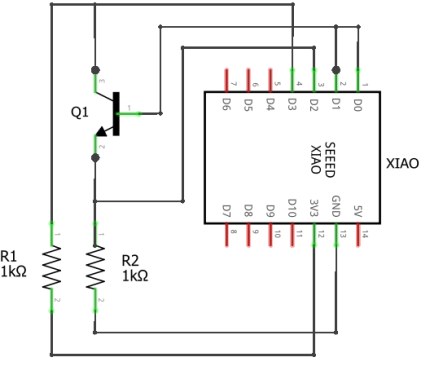 7 6 5 4 3 2 1
D6 D5 D4 D3 D2 D1 D0
3
Q1
1
2
SEEED
XIAO
XIAO
D7 D8 D9 D10 3V3 GND 5V
8 9 10 11 12 13 14
1 1
R1
1kΩ
R2
1kΩ
2 2